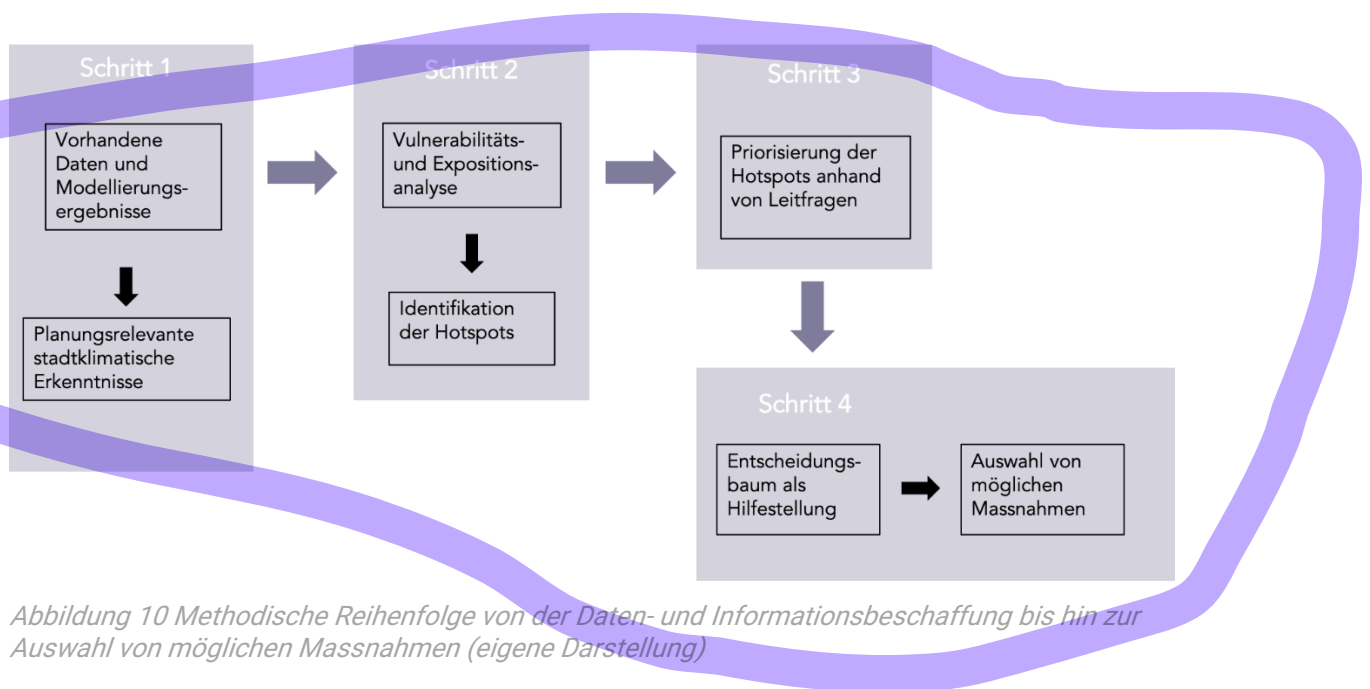 Schritt 1
Vorhandene
Daten und
Modellierungs-
ergebnisse
Planungsrelevante
stadtklimatische
Erkenntnisse
Schritt 2
Vulnerabilitäts-
und Expositions-
analyse
Identifikation
der Hotspots
Schritt 3
Priorisierung der
Hotspots anhand
von Leitfragen
Schritt 4
Entscheidungs-
baum als
Hilfestellung
Auswahl von
möglichen
Massnahmen
Abbildung 10 Methodische Reihenfolge von der Daten- und Informationsbeschaffung bis hin zur
Auswahl von möglichen Massnahmen (eigene Darstellung)